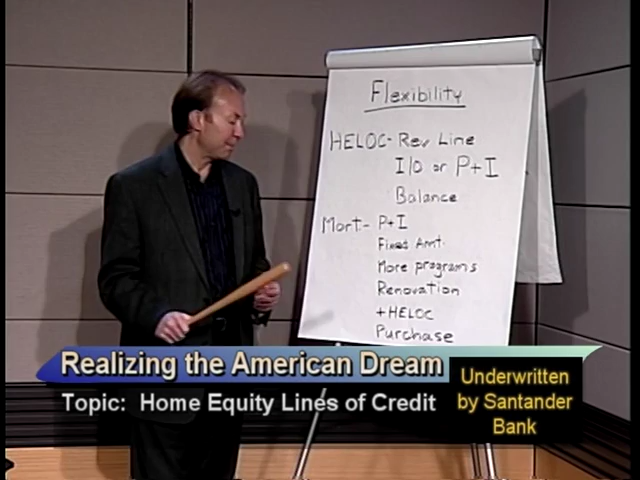 Flexibility
HELOC- Rev Line
I/O or P+I
Balance
Mort- P+I
Fixed Amt.
More programs
Renovation
+HELOC
Purchase
Realizing the American Dream
Topic: Home Equity Lines of Credit
Underwritten
by Santander
Bank